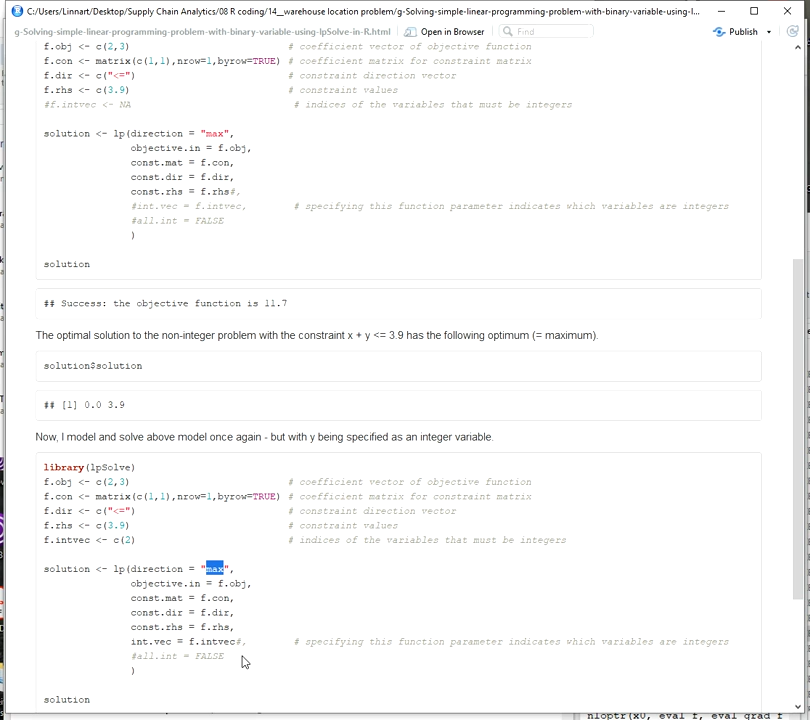 C:/Users/Linnart/Desktop/Supply Chain Analytics/08 R coding/14__warehouse location problem/g-Solving-simple-linear-programming-problem-with-binary-variable-using-l...
g-Solving-simple-linear-programming-problem-with-binary-variable-using-lpSolve-in-R.html Open in Browser Find Publish
f.obj <- c(2,3) # coefficient vector of objective function
f.con <- matrix(c(1,1),nrow=1,byrow=TRUE) # coefficient matrix for constraint matrix
f.dir <- c("<=") # constraint direction vector
f.rhs <- c(3.9) # constraint values
#f.intvec <- NA # indices of the variables that must be integers
solution <- lp(direction = "max",
objective.in = f.obj,
const.mat = f.con,
const.dir = f.dir,
const.rhs = f.rhs#,
#int.vec = f.intvec, # specifying this function parameter indicates which variables are integers
#all.int = FALSE
)
solution
## Success: the objective function is 11.7
The optimal solution to the non-integer problem with the constraint x + y <= 3.9 has the following optimum (= maximum).
solution$solution
## [1] 0.0 3.9
Now, I model and solve above model once again - but with y being specified as an integer variable.
library(lpSolve)
f.obj <- c(2,3) # coefficient vector of objective function
f.con <- matrix(c(1,1),nrow=1,byrow=TRUE) # coefficient matrix for constraint matrix
f.dir <- c("<=") # constraint direction vector
f.rhs <- c(3.9) # constraint values
f.intvec <- c(2) # indices of the variables that must be integers
solution <- lp(direction = "max",
objective.in = f.obj,
const.mat = f.con,
const.dir = f.dir,
const.rhs = f.rhs,
int.vec = f.intvec#, # specifying this function parameter indicates which variables are integers
#all.int = FALSE
)
solution
nloptr(x0, eval_f, eval_grad_f